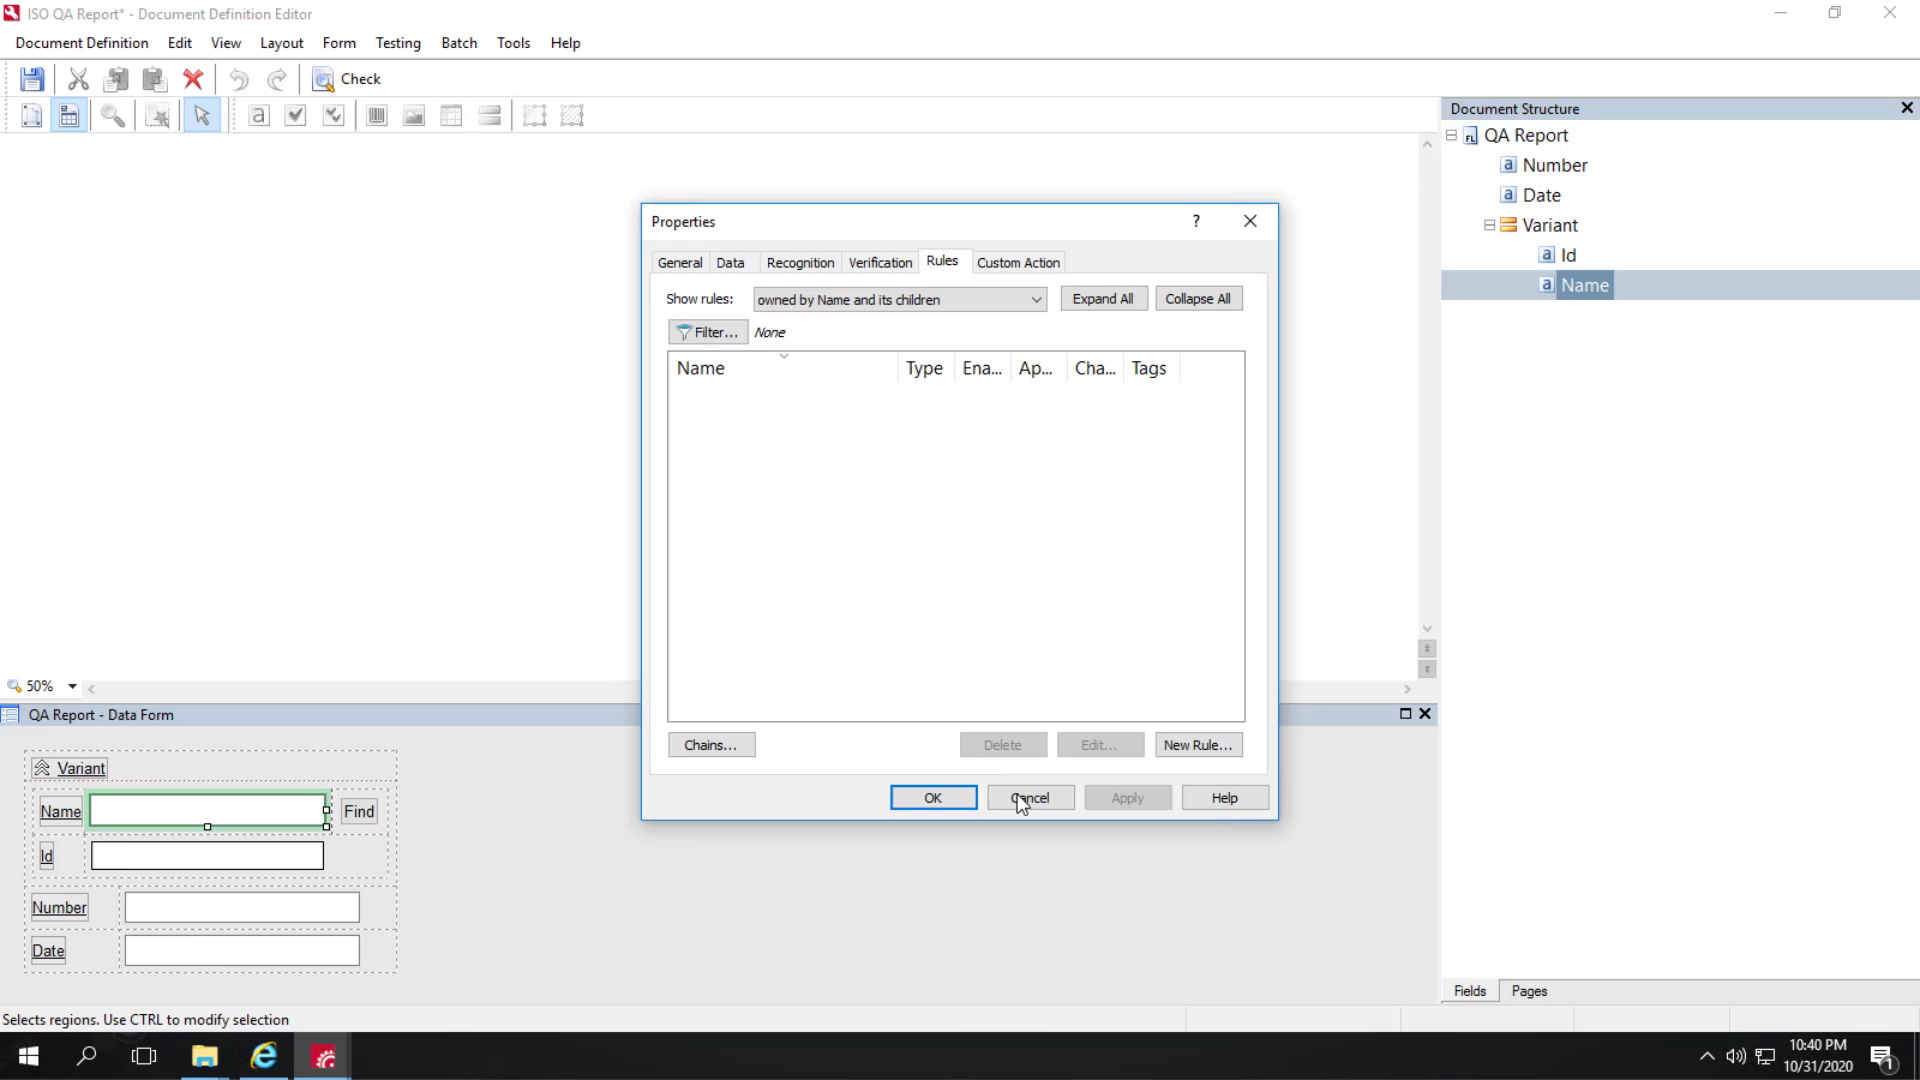 ISO QA Report* - Document Definition Editor
Document Definition Edit View Layout Form Testing Batch Tools Help
Check
Document Structure
QA Report
Number
Date
Variant
Id
Name
Properties
General Data Recognition Verification Rules Custom Action
Show rules: owned by Name and its children Expand All Collapse All
Filter... None
Name Type Ena... Ap... Cha... Tags
Chains... Delete Edit... New Rule...
OK Cancel Apply Help
50%
QA Report - Data Form
Variant
Name Find
Id
Number
Date
Fields Pages
Selects regions. Use CTRL to modify selection
10:40 PM
10/31/2020
1